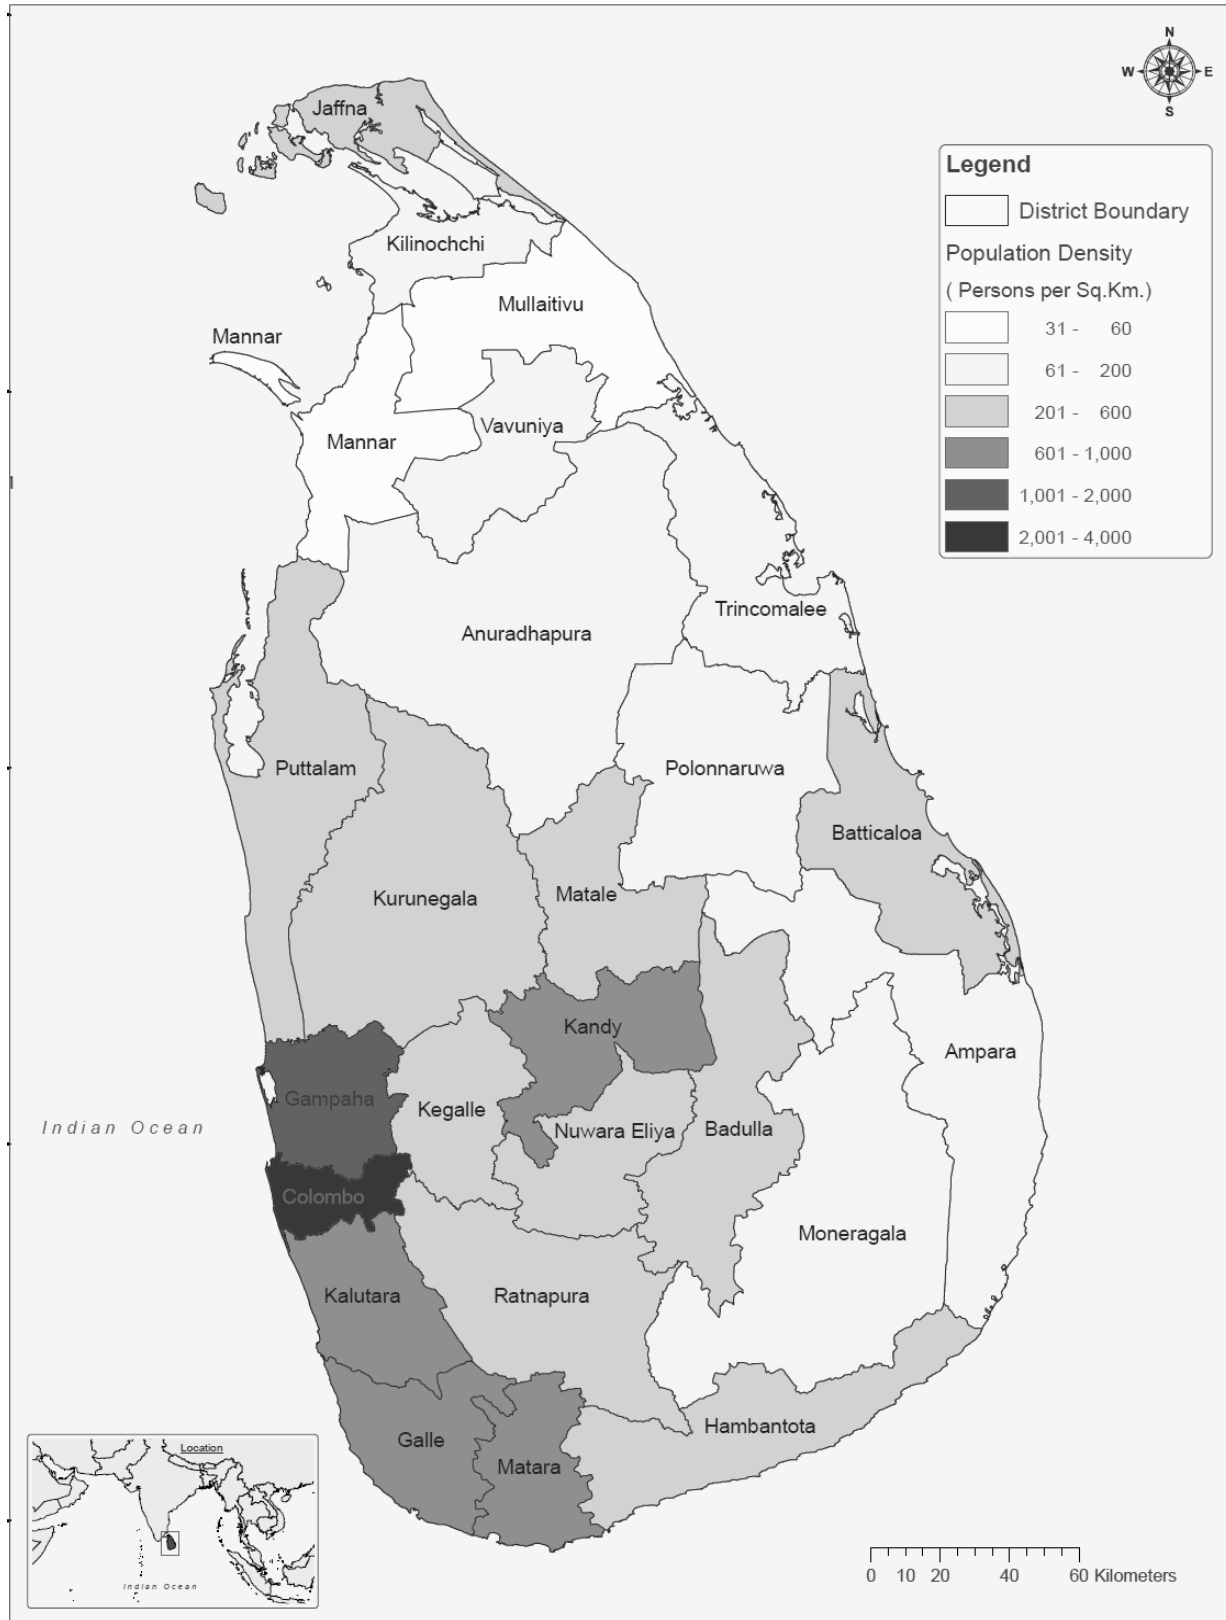 N
W E
S
Legend
District Boundary
Population Density
( Persons per Sq.Km.)
31 - 60
61 - 200
201 - 600
601 - 1,000
1,001 - 2,000
2,001 - 4,000
Jaffna
Kilinochchi
Mullaitivu
Mannar
Mannar
Vavuniya
Trincomalee
Anuradhapura
Puttalam
Polonnaruwa
Batticaloa
Kurunegala
Matale
Kandy
Ampara
Gampaha
Kegalle
Nuwara Eliya
Badulla
Indian Ocean
Colombo
Moneragala
Kalutara
Ratnapura
Hambantota
Galle
Matara
Location
Indian Ocean
0 10 20 40 60 Kilometers